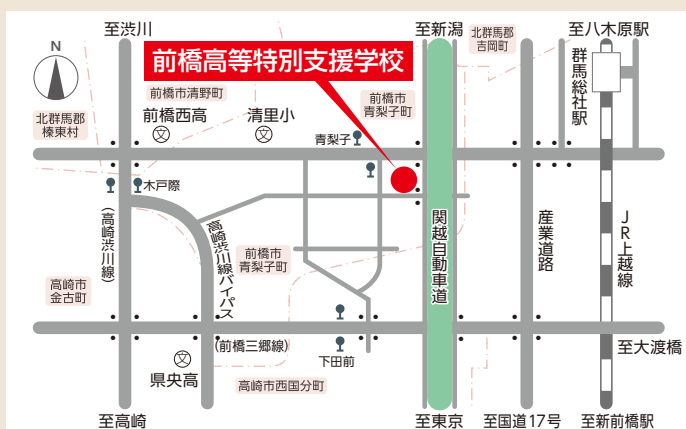 至渋川
至新潟
北群馬郡
吉岡町
至八木原駅
N
前橋高等特別支援学校
群馬総社駅
前橋市清野町
前橋市
青梨子町
北群馬郡
榛東村
前橋西高
清里小
文
文
青梨子
木戸際
(高崎渋川線)
高崎渋川線バイパス
前橋市
青梨子町
関越自動車道
産業道路
JR上越線
高崎市
金古町
(前橋三郷線)
下田前
至大渡橋
文
県央高
高崎市西国分町
至高崎
至東京
至国道17号
至新前橋駅